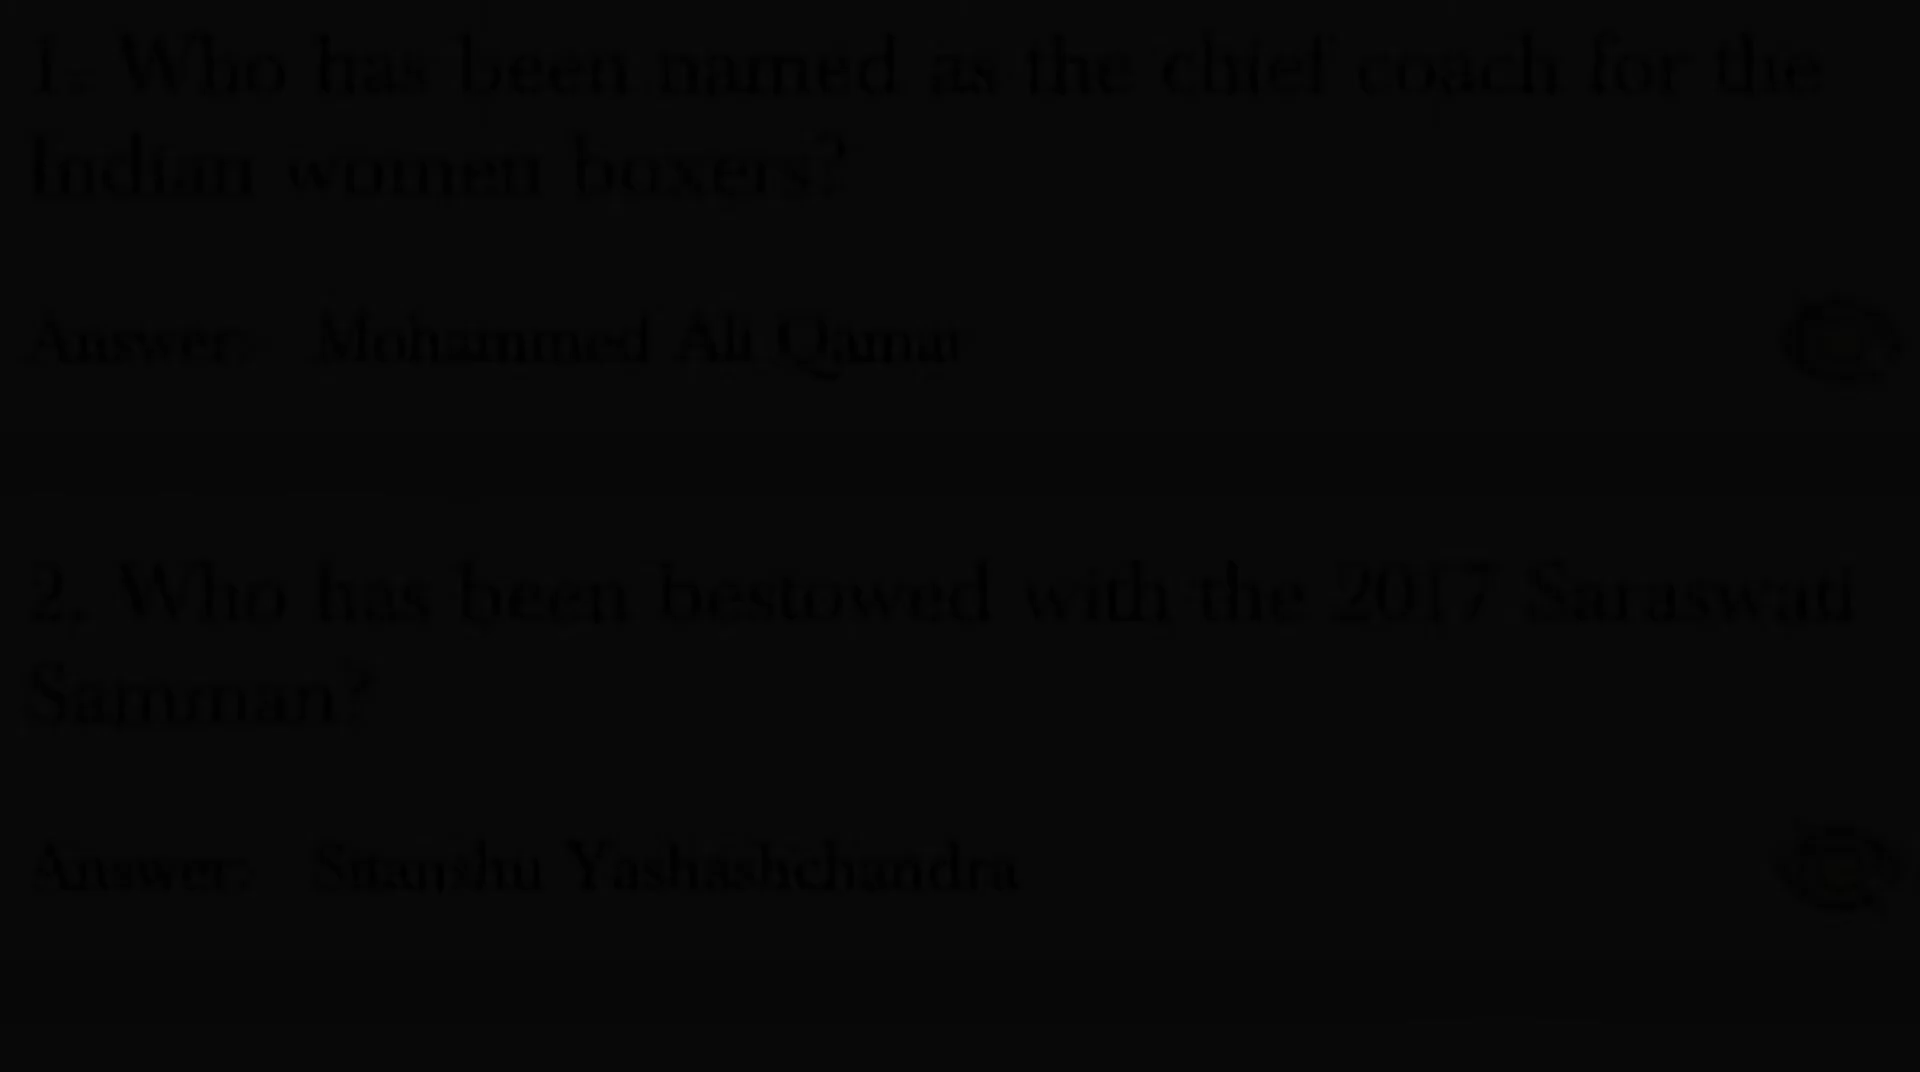 1. Who has been named as the chief coach for the
Indian women boxers?
Answer: Mohammed Ali Qamar
2. Who has been bestowed with the 2017 Saraswati
Samman?
Answer: Sitanshu Yashashchandra